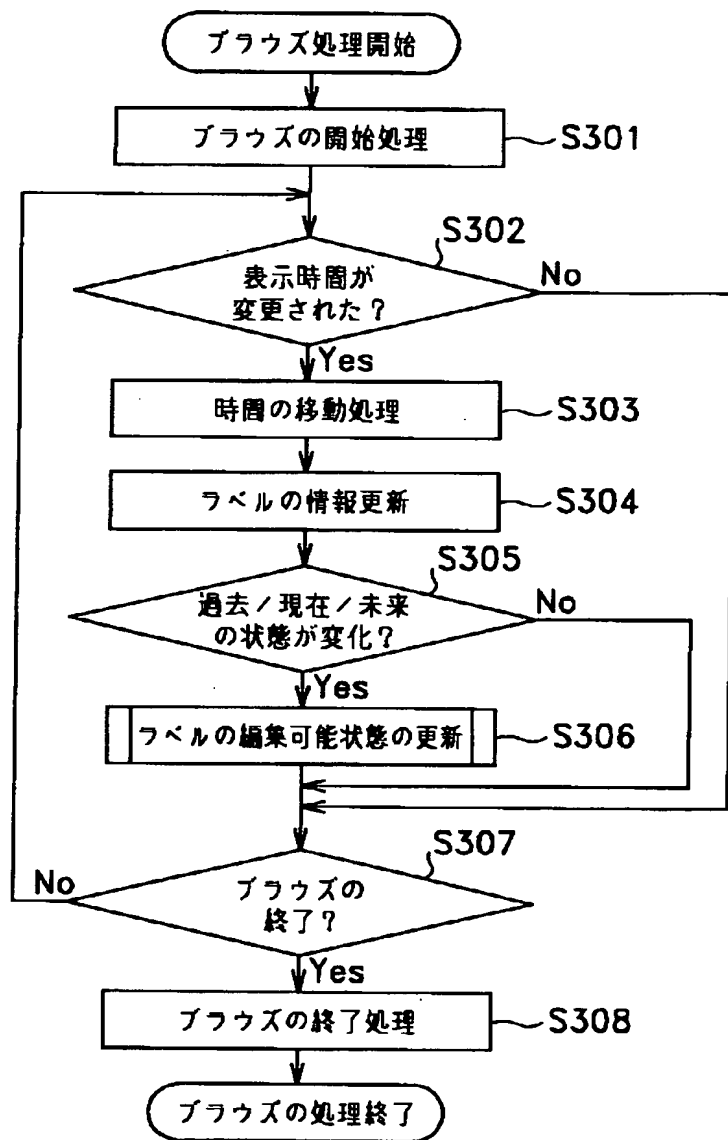 ブラウズ処理開始
ブラウズの開始処理
S301
S302
表示時間が
変更された?
No
Yes
時間の移動処理
S303
ラベルの情報更新
S304
S305
過去/現在/未来
の状態が変化?
No
Yes
ラベルの編集可能状態の更新
S306
S307
No
ブラウズの
終了?
Yes
ブラウズの終了処理
S308
ブラウズの処理終了